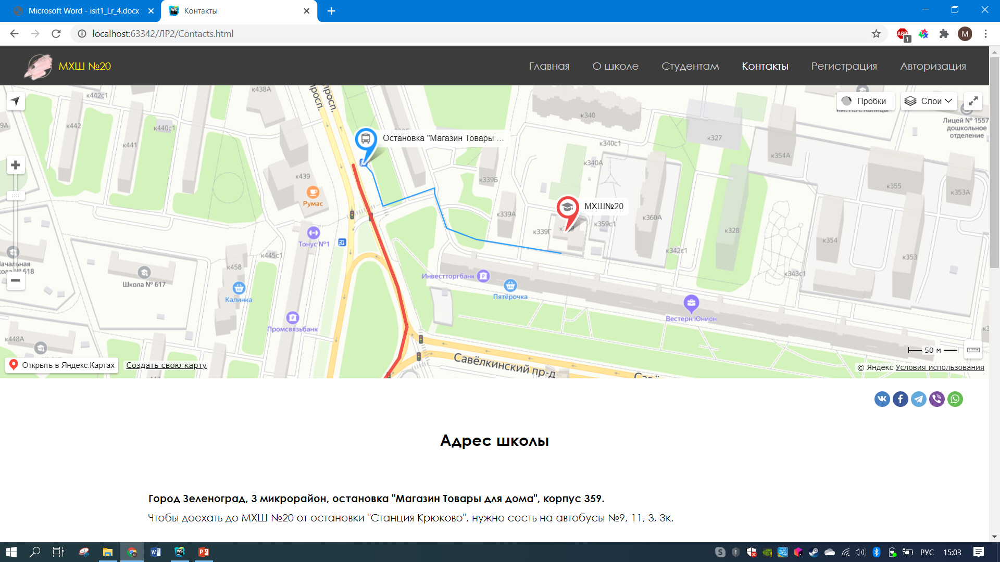 Microsoft Word - isit1_Lr_4.docx
Контакты
localhost:63342/ЛР2/Contacts.html
ABP
1
M
МХШ №20
Главная
О школе
Студентам
Контакты
Регистрация
Авторизация
к442с1
к438А
просп.
просп.
Пробки
Слои
к340
Лицей № 1557
дошкольное
отделение
к442
к440с1
к441
Остановка "Магазин Товары ...
к327
к340с1
к354А
к340А
к439
к339Б
к355
к353А
Румас
МХШ№20
к339А
к360А
к359с1
к339Г
к328
Тонус №1
к354
к342с1
к445с1
к353
к458
к343с1
Школа № 617
Инвестторгбанк
Калинка
Пятёрочка
Вестерн Юнион
Промсвязьбанк
к448А
Савёлкинский пр-д
50 м
Открыть в Яндекс.Картах
Создать свою карту
© Яндекс Условия использования
Адрес школы
Город Зеленоград, 3 микрорайон, остановка "Магазин Товары для дома", корпус 359.
Чтобы доехать до МХШ №20 от остановки "Станция Крюково", нужно сесть на автобусы №9, 11, 3, 3к.
РУС
15:03